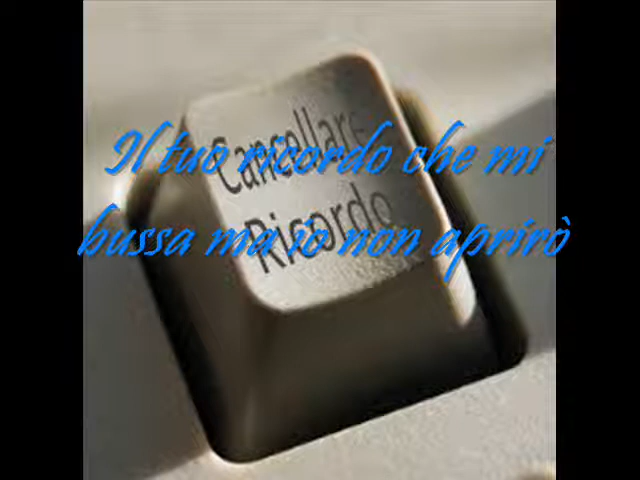 Cancellare
Ricordo
Il tuo ricordo che mi
bussa ma io non aprirò